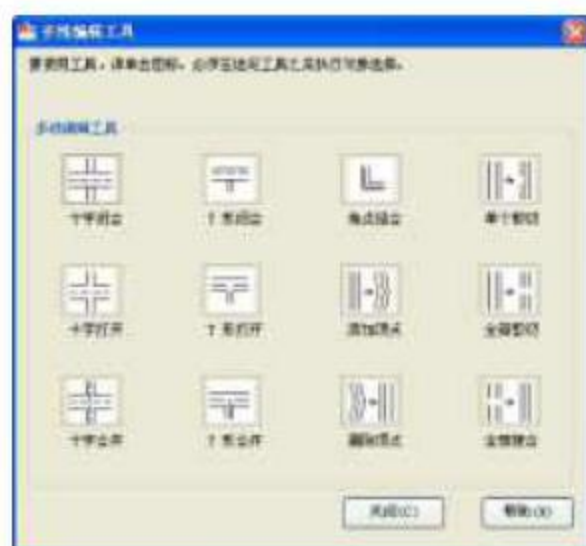 多线编辑工具
要使用工具，请单击图标。必须在选定工具之后执行对象选择。
多线编辑工具
十字闭合 T 形闭合 角点结合 单个剪切
十字打开 T 形打开 添加顶点 全部剪切
十字合并 T 形合并 删除顶点 全部接合
关闭(C) 帮助(H)